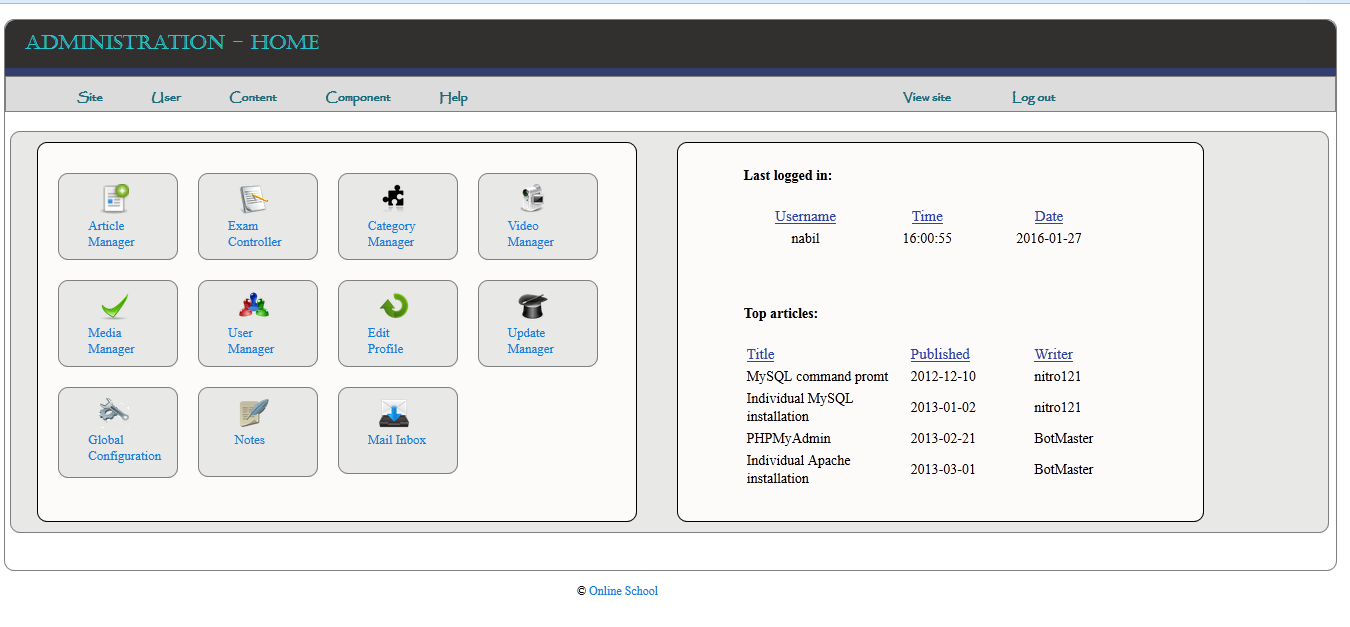 ADMINISTRATION - HOME
Site User Content Component Help View site Log out
Article
Manager
Exam
Controller
Category
Manager
Video
Manager
Media
Manager
User
Manager
Edit
Profile
Update
Manager
Global
Configuration
Notes
Mail Inbox
Last logged in:
Username Time Date
nabil 16:00:55 2016-01-27
Top articles:
Title Published Writer
MySQL command promt 2012-12-10 nitro121
Individual MySQL
installation 2013-01-02 nitro121
PHPMyAdmin 2013-02-21 BotMaster
Individual Apache
installation 2013-03-01 BotMaster
© Online School